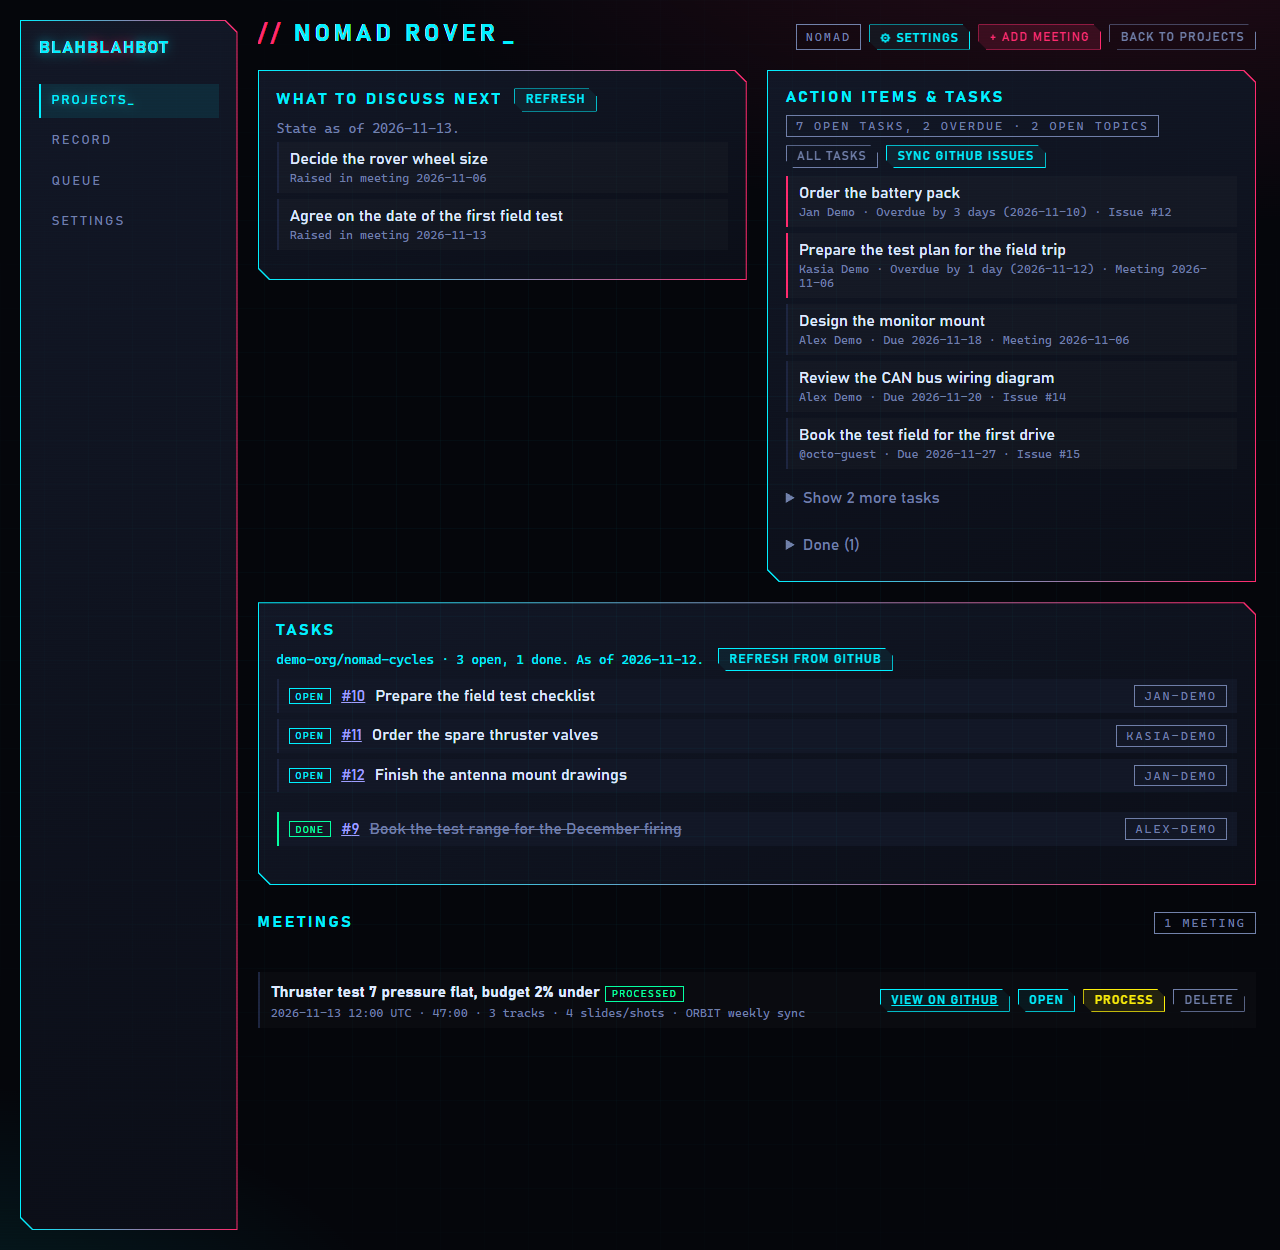 BLAHBLAHBOT
PROJECTS_
RECORD
QUEUE
SETTINGS
// NOMAD ROVER_
NOMAD
⚙ SETTINGS
+ ADD MEETING
BACK TO PROJECTS
WHAT TO DISCUSS NEXT
REFRESH
State as of 2026-11-13.
Decide the rover wheel size
Raised in meeting 2026-11-06
Agree on the date of the first field test
Raised in meeting 2026-11-13
ACTION ITEMS & TASKS
7 OPEN TASKS, 2 OVERDUE · 2 OPEN TOPICS
ALL TASKS
SYNC GITHUB ISSUES
Order the battery pack
Jan Demo · Overdue by 3 days (2026-11-10) · Issue #12
Prepare the test plan for the field trip
Kasia Demo · Overdue by 1 day (2026-11-12) · Meeting 2026-
11-06
Design the monitor mount
Alex Demo · Due 2026-11-18 · Meeting 2026-11-06
Review the CAN bus wiring diagram
Alex Demo · Due 2026-11-20 · Issue #14
Book the test field for the first drive
@octo-guest · Due 2026-11-27 · Issue #15
▶ Show 2 more tasks
▶ Done (1)
TASKS
demo-org/nomad-cycles · 3 open, 1 done. As of 2026-11-12.
REFRESH FROM GITHUB
OPEN #10 Prepare the field test checklist JAN-DEMO
OPEN #11 Order the spare thruster valves KASIA-DEMO
OPEN #12 Finish the antenna mount drawings JAN-DEMO
DONE #9 Book the test range for the December firing ALEX-DEMO
MEETINGS
1 MEETING
Thruster test 7 pressure flat, budget 2% under PROCESSED
2026-11-13 12:00 UTC · 47:00 · 3 tracks · 4 slides/shots · ORBIT weekly sync
VIEW ON GITHUB
OPEN
PROCESS
DELETE